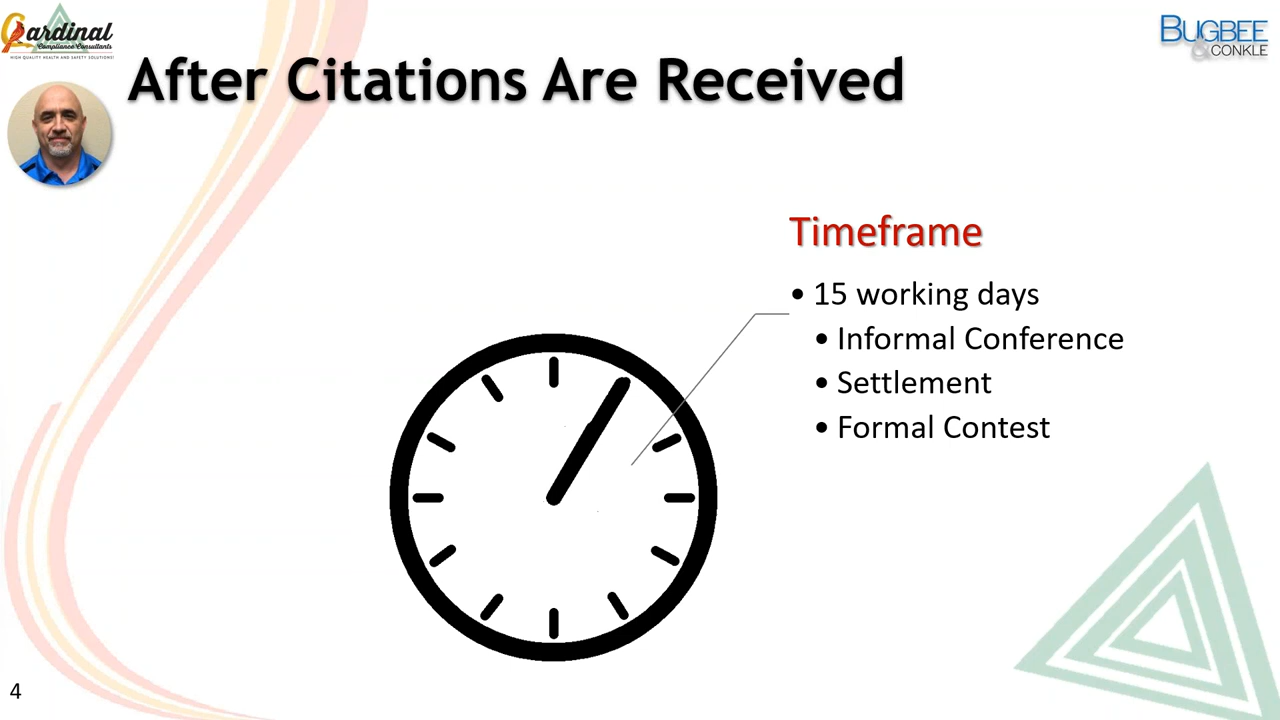 Cardinal
Compliance Consultants
HIGH QUALITY HEALTH AND SAFETY SOLUTIONS!
BUGBEE
& CONKLE
After Citations Are Received
Timeframe
• 15 working days
• Informal Conference
• Settlement
• Formal Contest
4